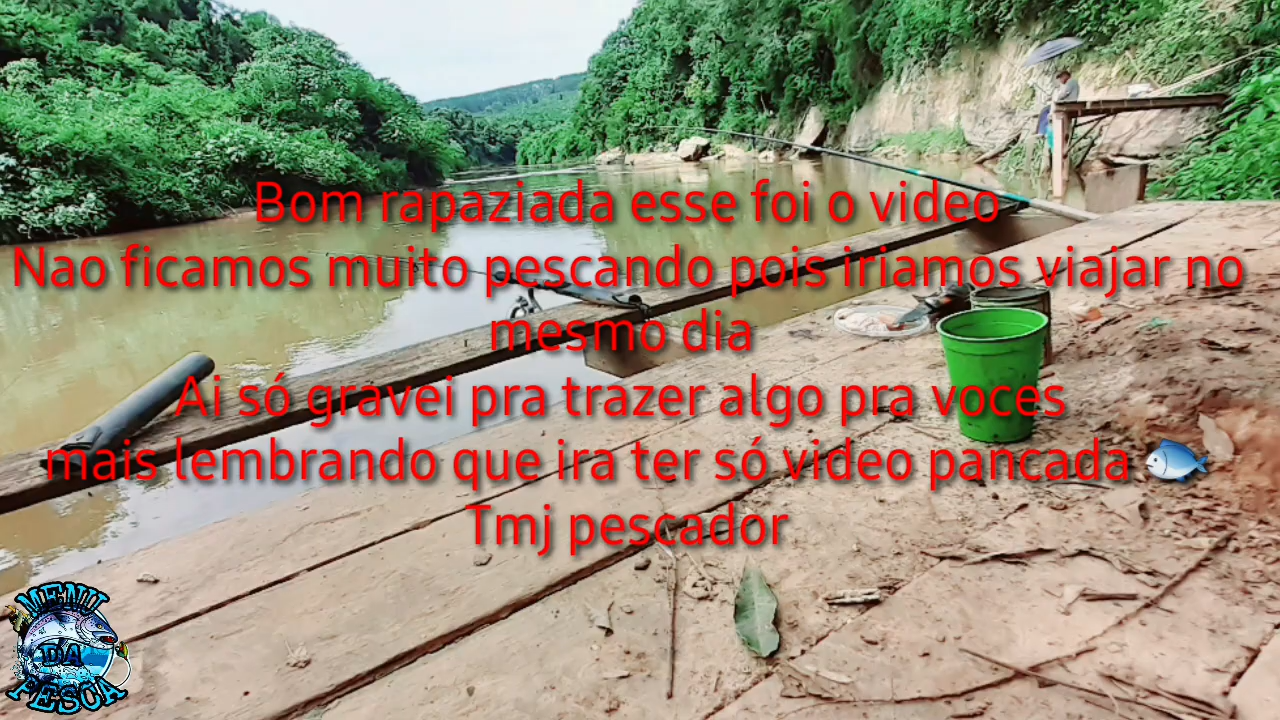 Bom rapaziada esse foi o video
Nao ficamos muito pescando pois iriamos viajar no
mesmo dia
Ai só gravei pra trazer algo pra voces
mais lembrando que ira ter só video pancada 🐟
Tmj pescador
MENU
DA
PESCA